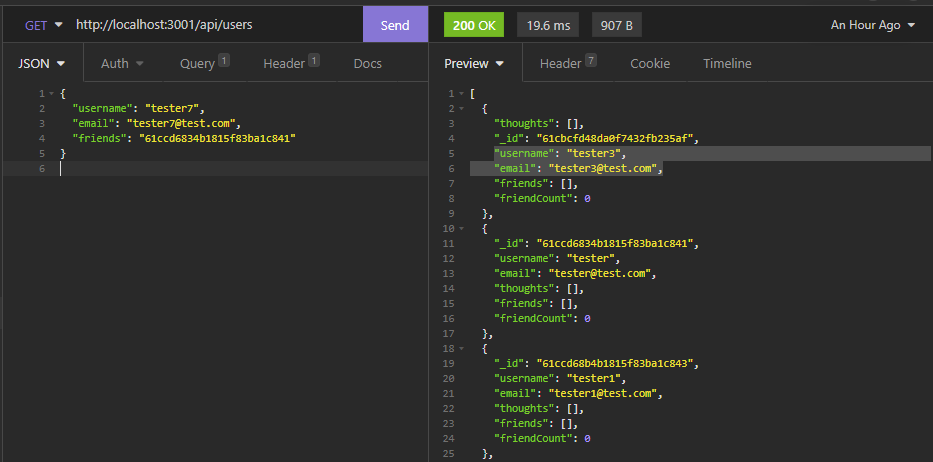 GET http://localhost:3001/api/users Send 200 OK 19.6 ms 907 B An Hour Ago
JSON Auth Query 1 Header 1 Docs
Preview Header 7 Cookie Timeline
1 {
2 "username": "tester7",
3 "email": "tester7@test.com",
4 "friends": "61ccd6834b1815f83ba1c841"
5 }
6
1 [
2 {
3 "thoughts": [],
4 "_id": "61cbcfd48da0f7432fb235af",
5 "username": "tester3",
6 "email": "tester3@test.com",
7 "friends": [],
8 "friendCount": 0
9 },
10 {
11 "_id": "61ccd6834b1815f83ba1c841",
12 "username": "tester",
13 "email": "tester@test.com",
14 "thoughts": [],
15 "friends": [],
16 "friendCount": 0
17 },
18 {
19 "_id": "61ccd68b4b1815f83ba1c843",
20 "username": "tester1",
21 "email": "tester1@test.com",
22 "thoughts": [],
23 "friends": [],
24 "friendCount": 0
25 },